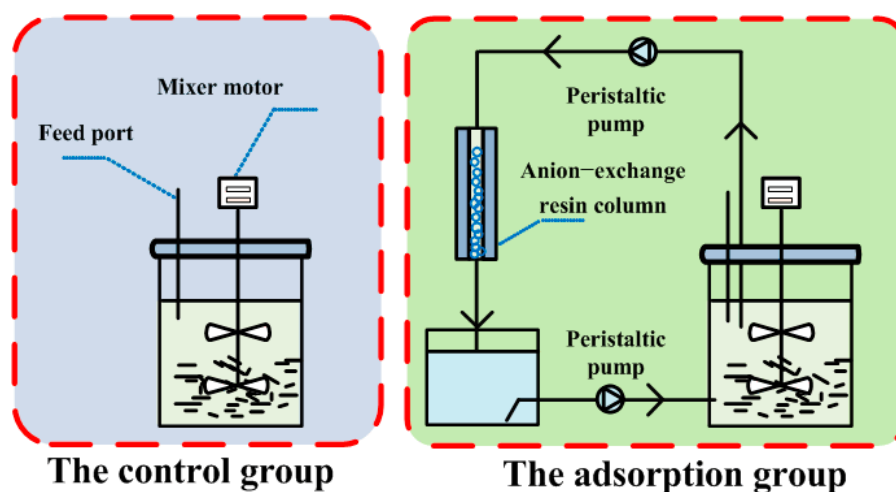 Mixer motor
Feed port
The control group
Peristaltic
pump
Anion−exchange
resin column
Peristaltic
pump
The adsorption group